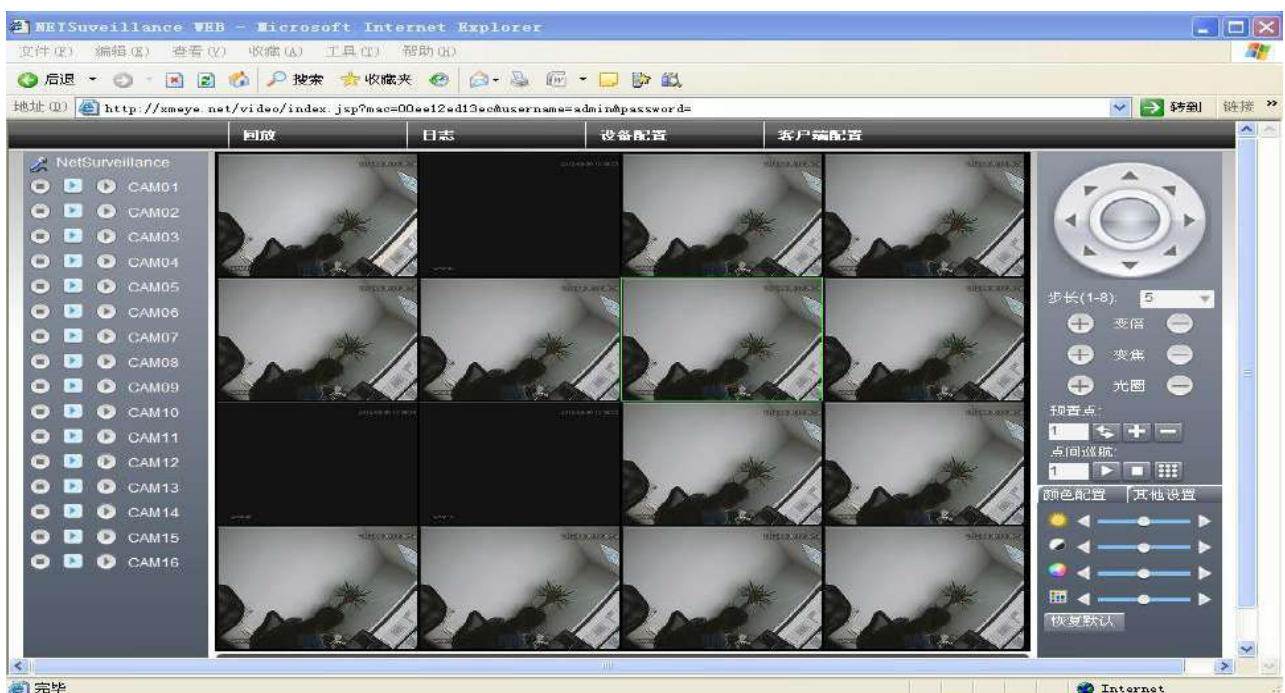 NETSuveillance WEB - Microsoft Internet Explorer
文件(F) 编辑(E) 查看(V) 收藏(A) 工具(T) 帮助(H)
后退 搜索 收藏夹
地址(D) http://xmeye.net/video/index.jsp?mac=00ee12ed13ec&username=admin&password= 转到 链接 »
回放 日志 设备配置 客户端配置
NetSurveillance
CAM01
CAM02
CAM03
CAM04
CAM05
CAM06
CAM07
CAM08
CAM09
CAM10
CAM11
CAM12
CAM13
CAM14
CAM15
CAM16
步长(1-8): 5
变倍
变焦
光圈
预置点:
1
点间巡航:
1
颜色配置 其他设置
恢复默认
完毕 Internet